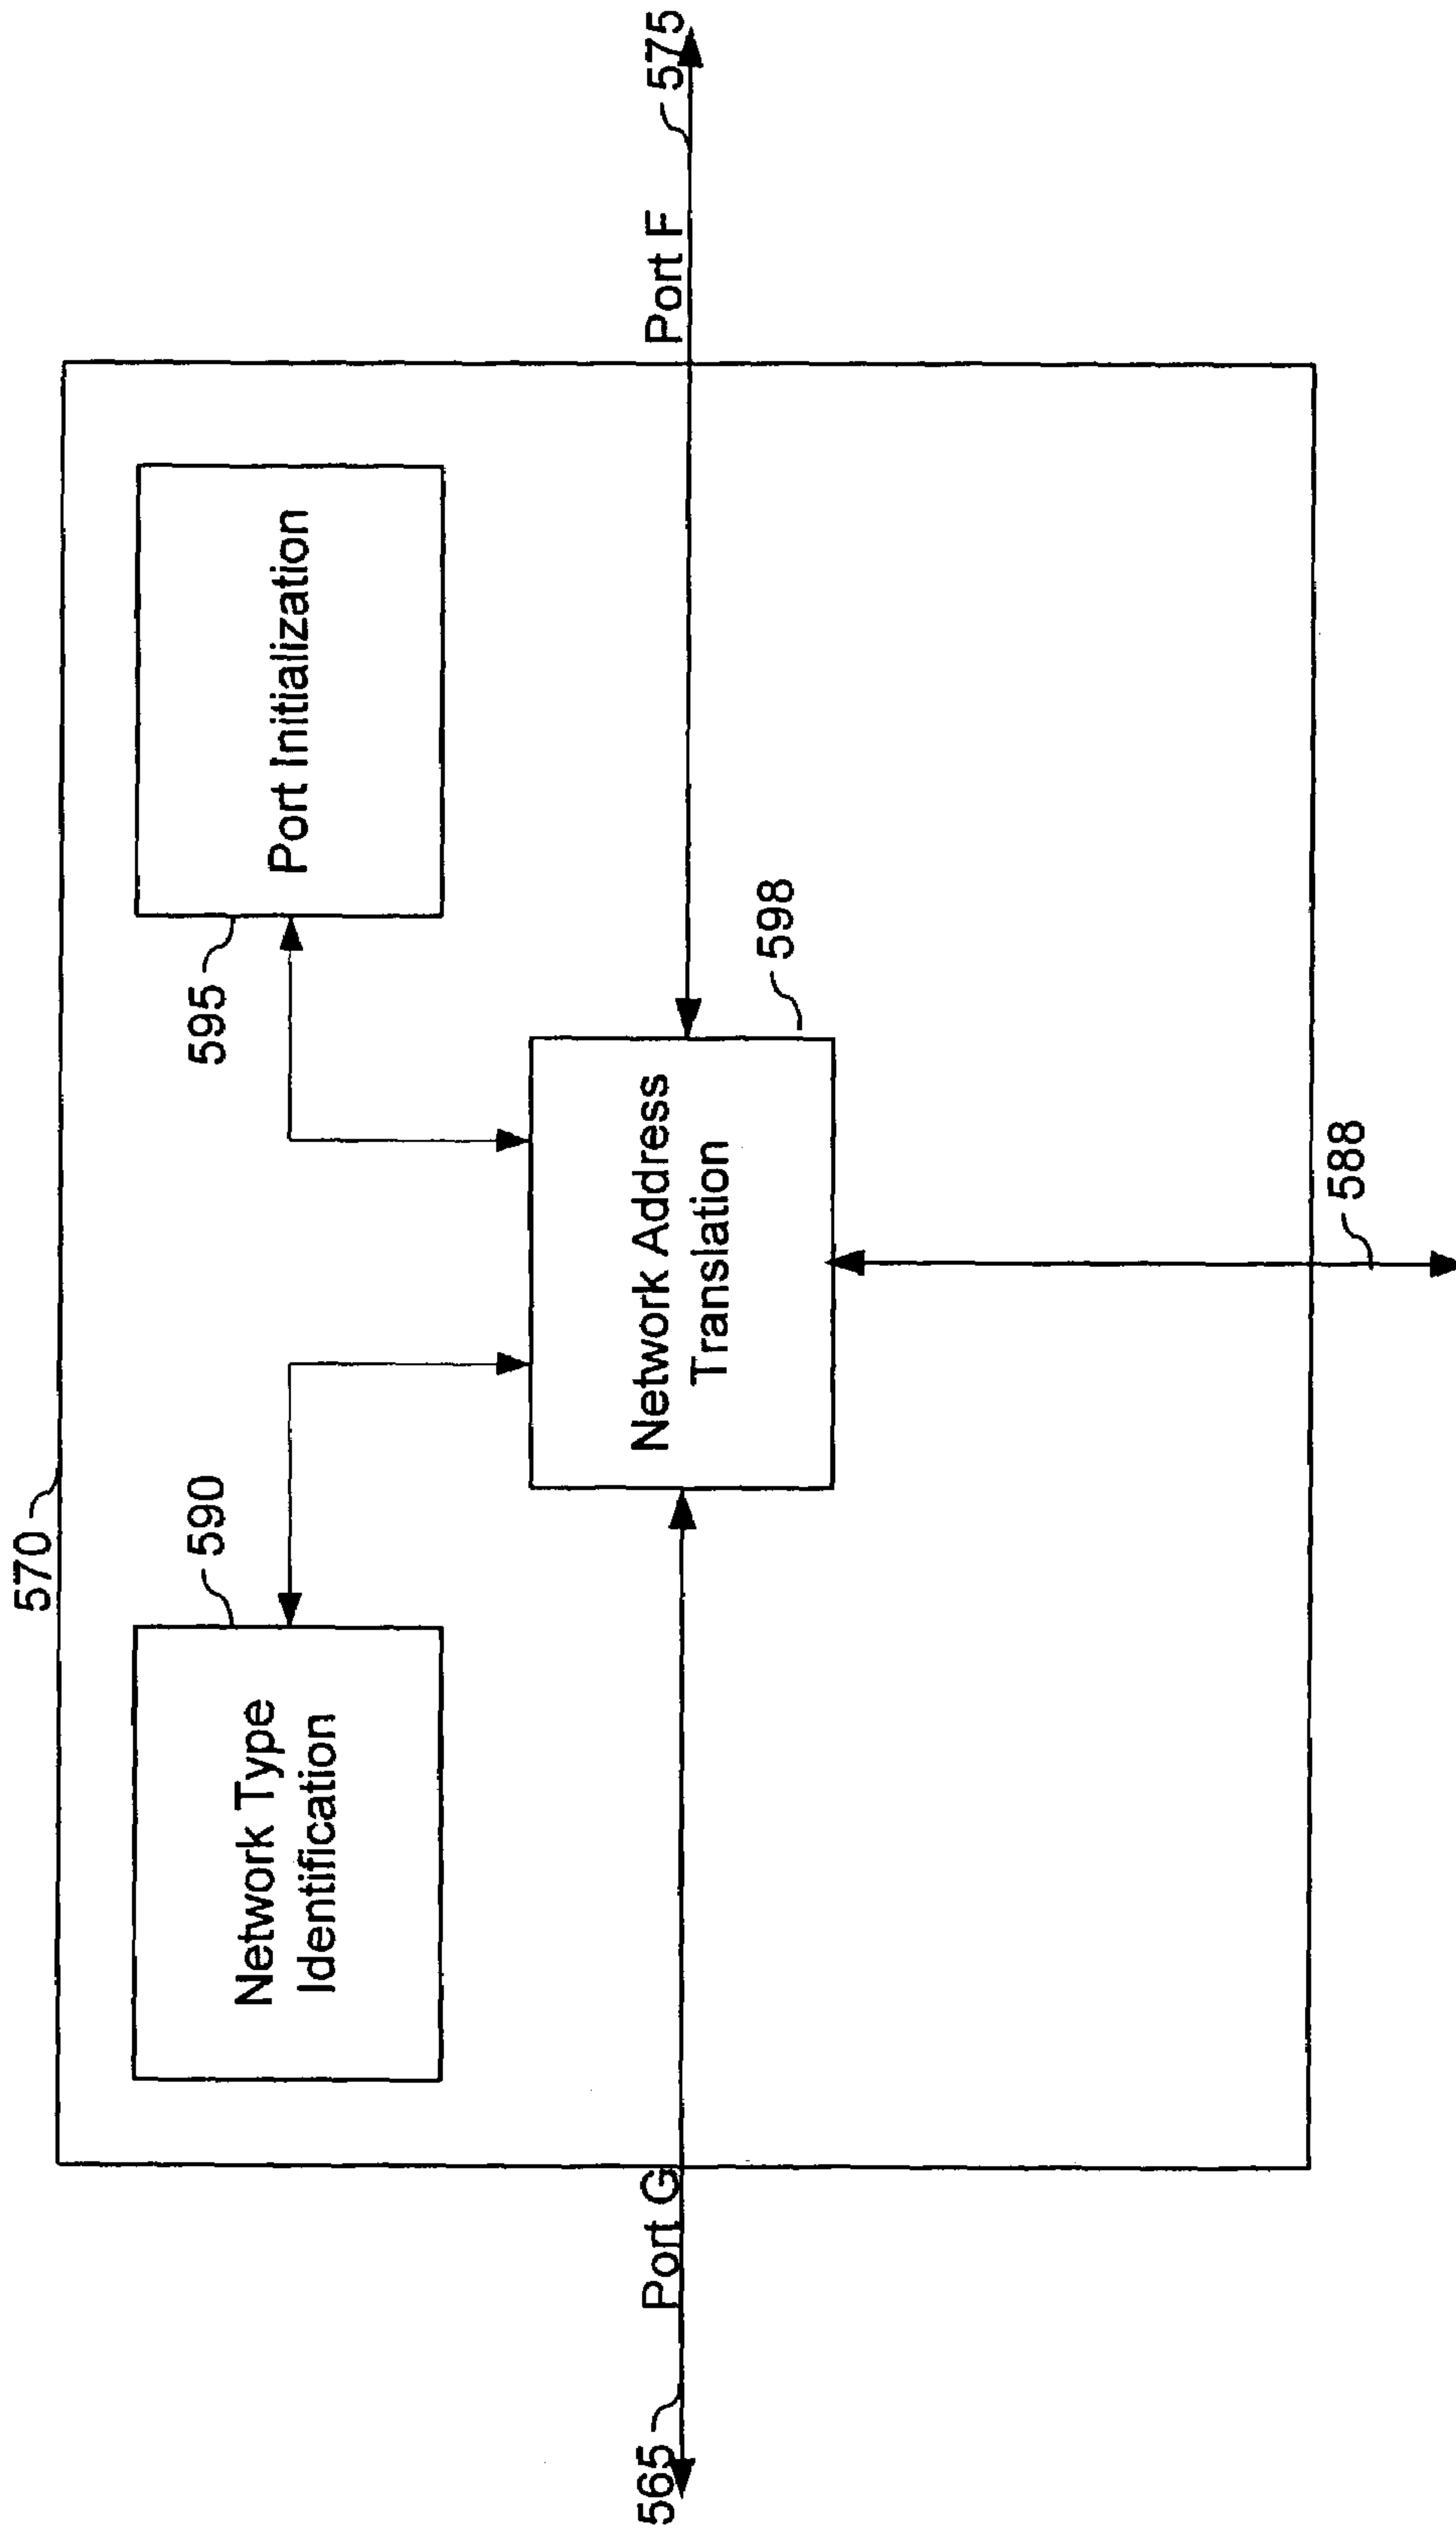 570
590
Network Type
Identification
595
Port Initialization
565
Port G
Network Address
Translation
598
Port F
575
588